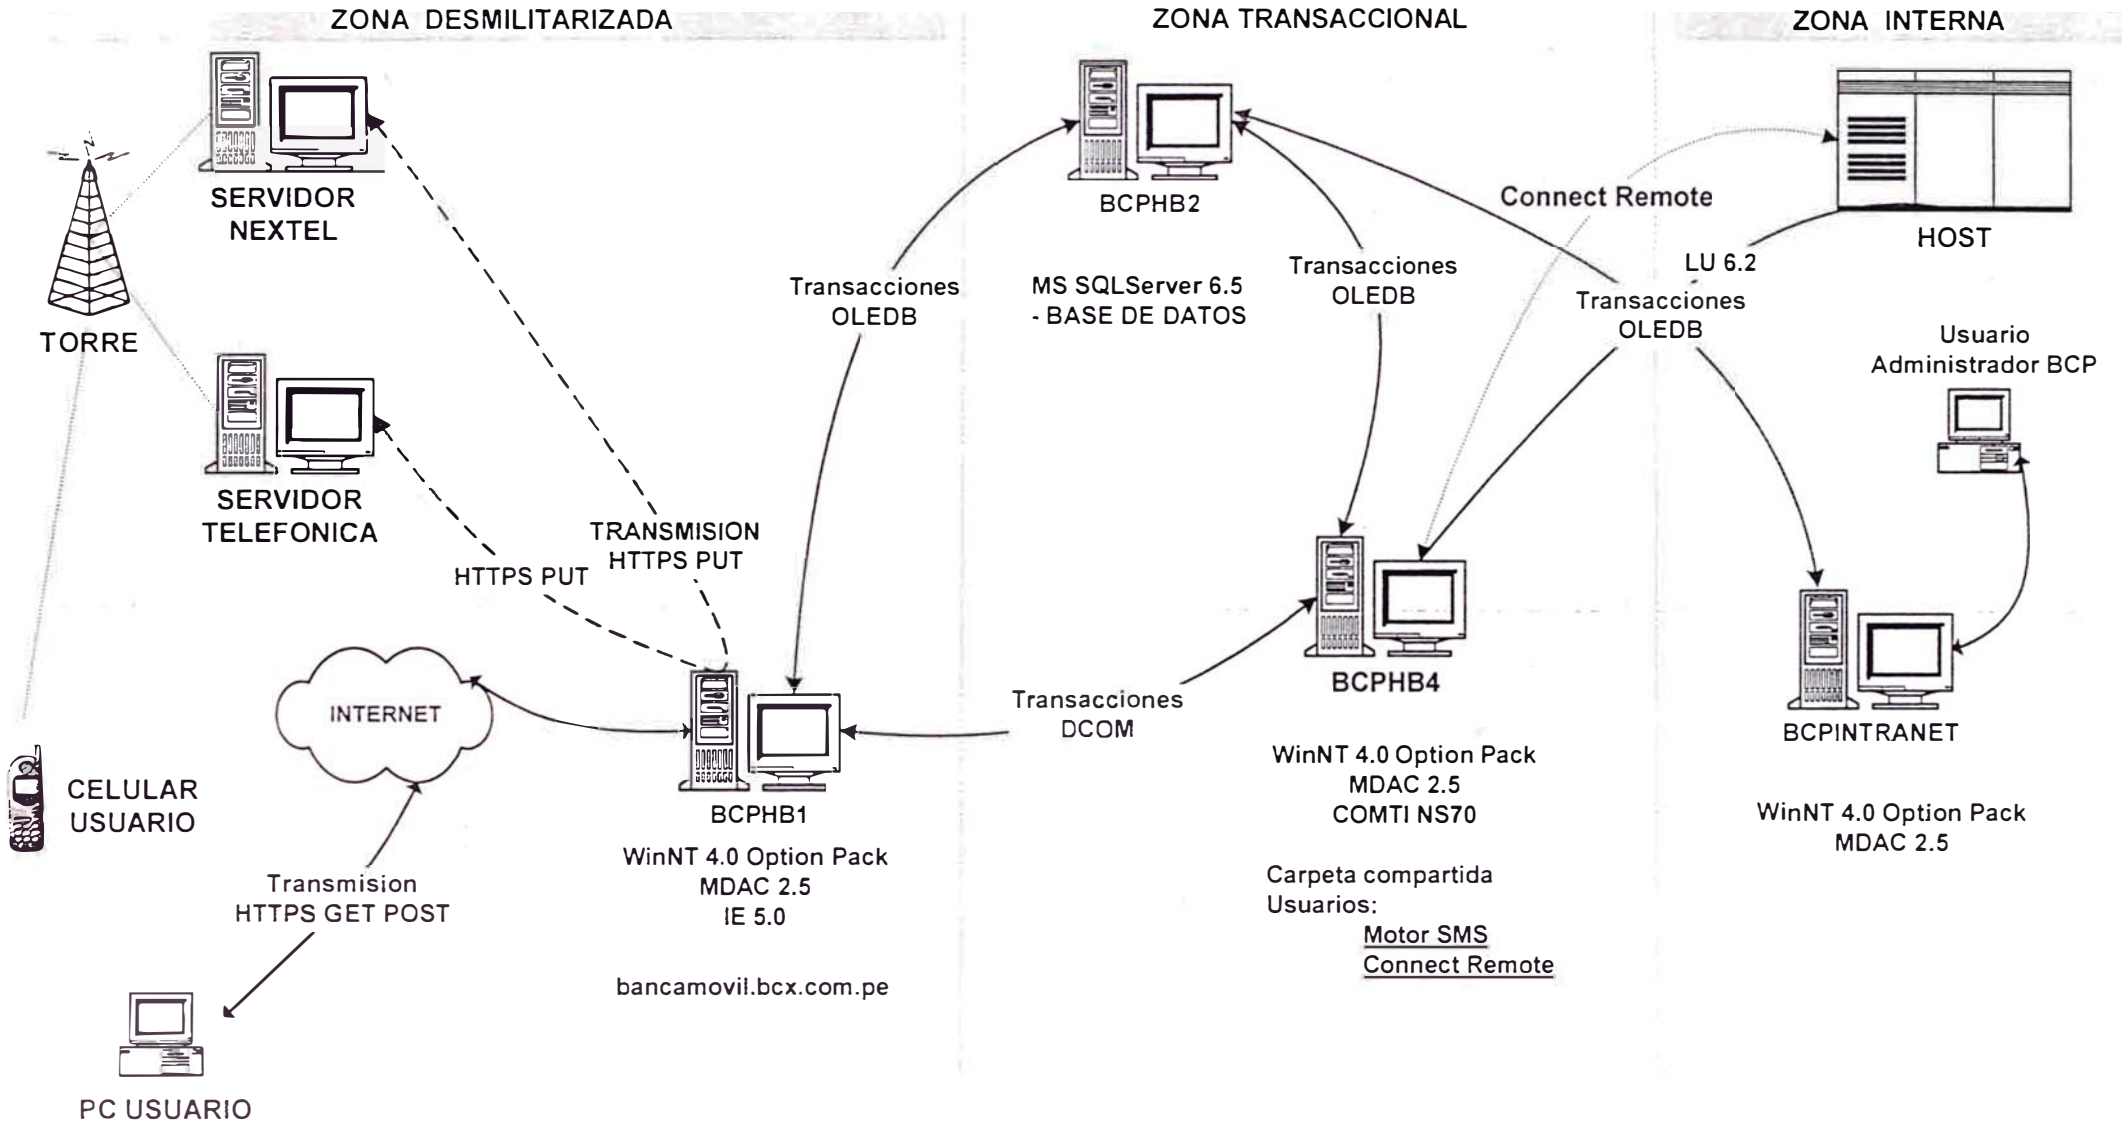 ZONA DESMILITARIZADA
ZONA TRANSACCIONAL
ZONA INTERNA
SERVIDOR
NEXTEL
TORRE
SERVIDOR
TELEFONICA
TRANSMISION
HTTPS PUT
HTTPS PUT
INTERNET
CELULAR
USUARIO
Transmision
HTTPS GET POST
PC USUARIO
BCPHB1
WinNT 4.0 Option Pack
MDAC 2.5
IE 5.0
bancamovil.bcx.com.pe
Transacciones
OLEDB
BCPHB2
MS SQLServer 6.5
- BASE DE DATOS
Transacciones
OLEDB
Connect Remote
LU 6.2
Transacciones
OLEDB
Transacciones
DCOM
BCPHB4
WinNT 4.0 Option Pack
MDAC 2.5
COMTI NS70
Carpeta compartida
Usuarios:
Motor SMS
Connect Remote
HOST
Usuario
Administrador BCP
BCPINTRANET
WinNT 4.0 Option Pack
MDAC 2.5